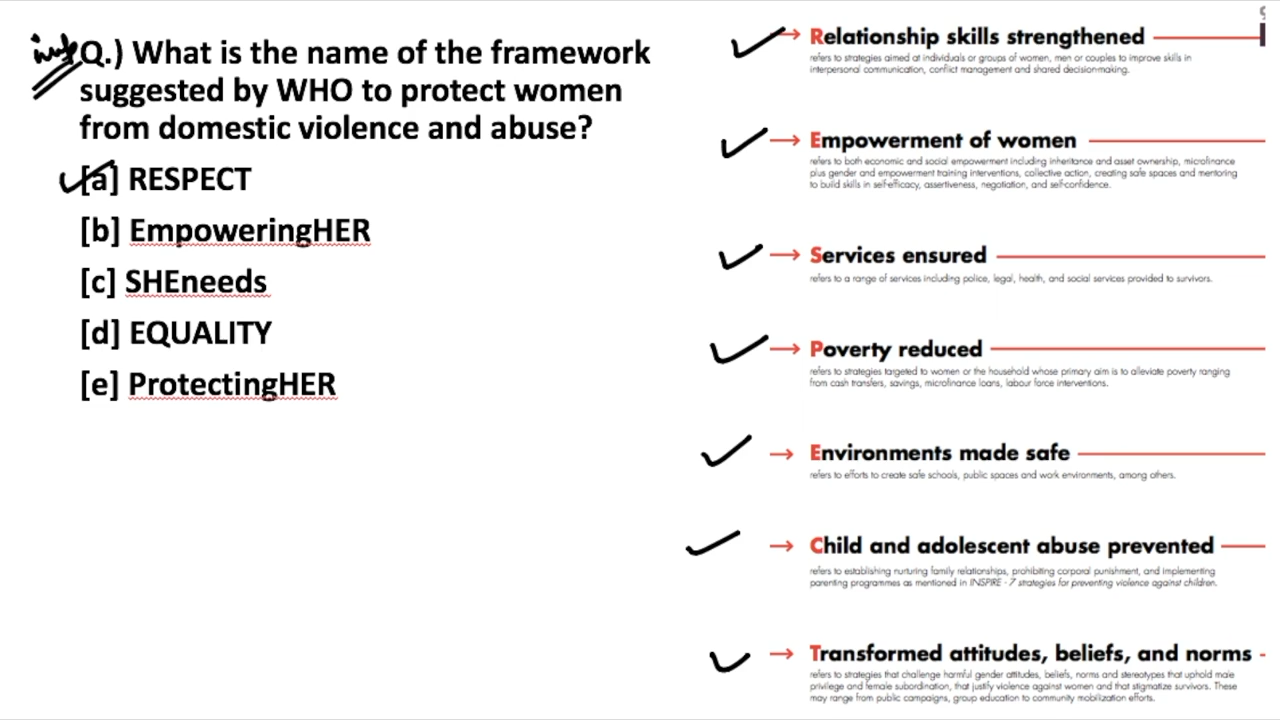 imp Q.) What is the name of the framework
suggested by WHO to protect women
from domestic violence and abuse?
[a] RESPECT
[b] EmpoweringHER
[c] SHEneeds
[d] EQUALITY
[e] ProtectingHER
Relationship skills strengthened
refers to strategies aimed at individuals or groups of women, men or couples to improve skills in
interpersonal communication, conflict management and shared decision-making.
Empowerment of women
refers to both economic and social empowerment including inheritance and asset ownership, microfinance
plus gender and empowerment training interventions, collective action, creating safe spaces and mentoring
to build skills in self-efficacy, assertiveness, negotiation, and self-confidence.
Services ensured
refers to a range of services including police, legal, health, and social services provided to survivors.
Poverty reduced
refers to strategies targeted to women or the household whose primary aim is to alleviate poverty ranging
from cash transfers, savings, microfinance loans, labour force interventions.
Environments made safe
refers to efforts to create safe schools, public spaces and work environments, among others.
Child and adolescent abuse prevented
refers to establishing nurturing family relationships, prohibiting corporal punishment, and implementing
parenting programmes as mentioned in INSPIRE - 7 strategies for preventing violence against children.
Transformed attitudes, beliefs, and norms
refers to strategies that challenge harmful gender attitudes, beliefs, norms and stereotypes that uphold male
privilege and female subordination, that justify violence against women and that stigmatize survivors. These
may range from public campaigns, group education to community mobilization efforts.